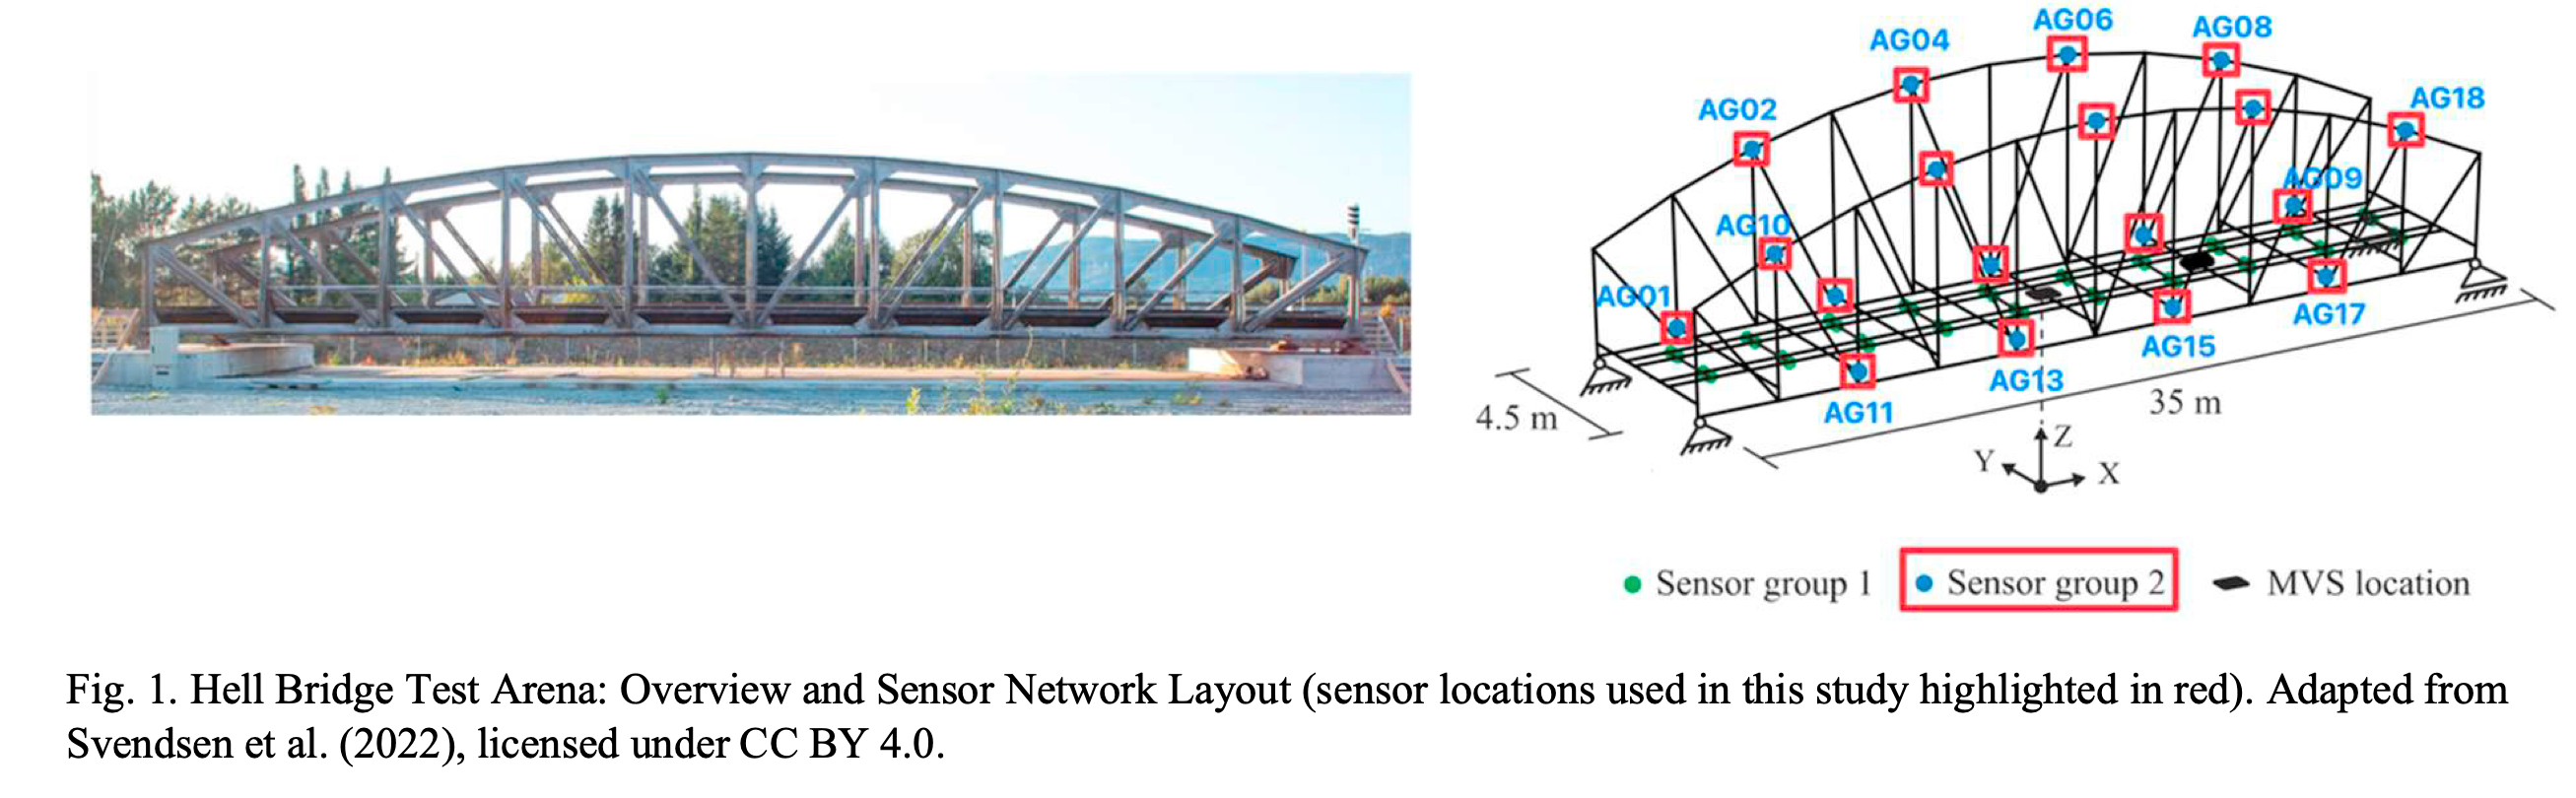 AG06
AG08
AG04
AG02
AG18
AG09
AG10
AG01
AG17
AG15
AG13
AG11
4.5 m
35 m
Z
Y
X
Sensor group 1
Sensor group 2
MVS location
Fig. 1. Hell Bridge Test Arena: Overview and Sensor Network Layout (sensor locations used in this study highlighted in red). Adapted from
Svendsen et al. (2022), licensed under CC BY 4.0.